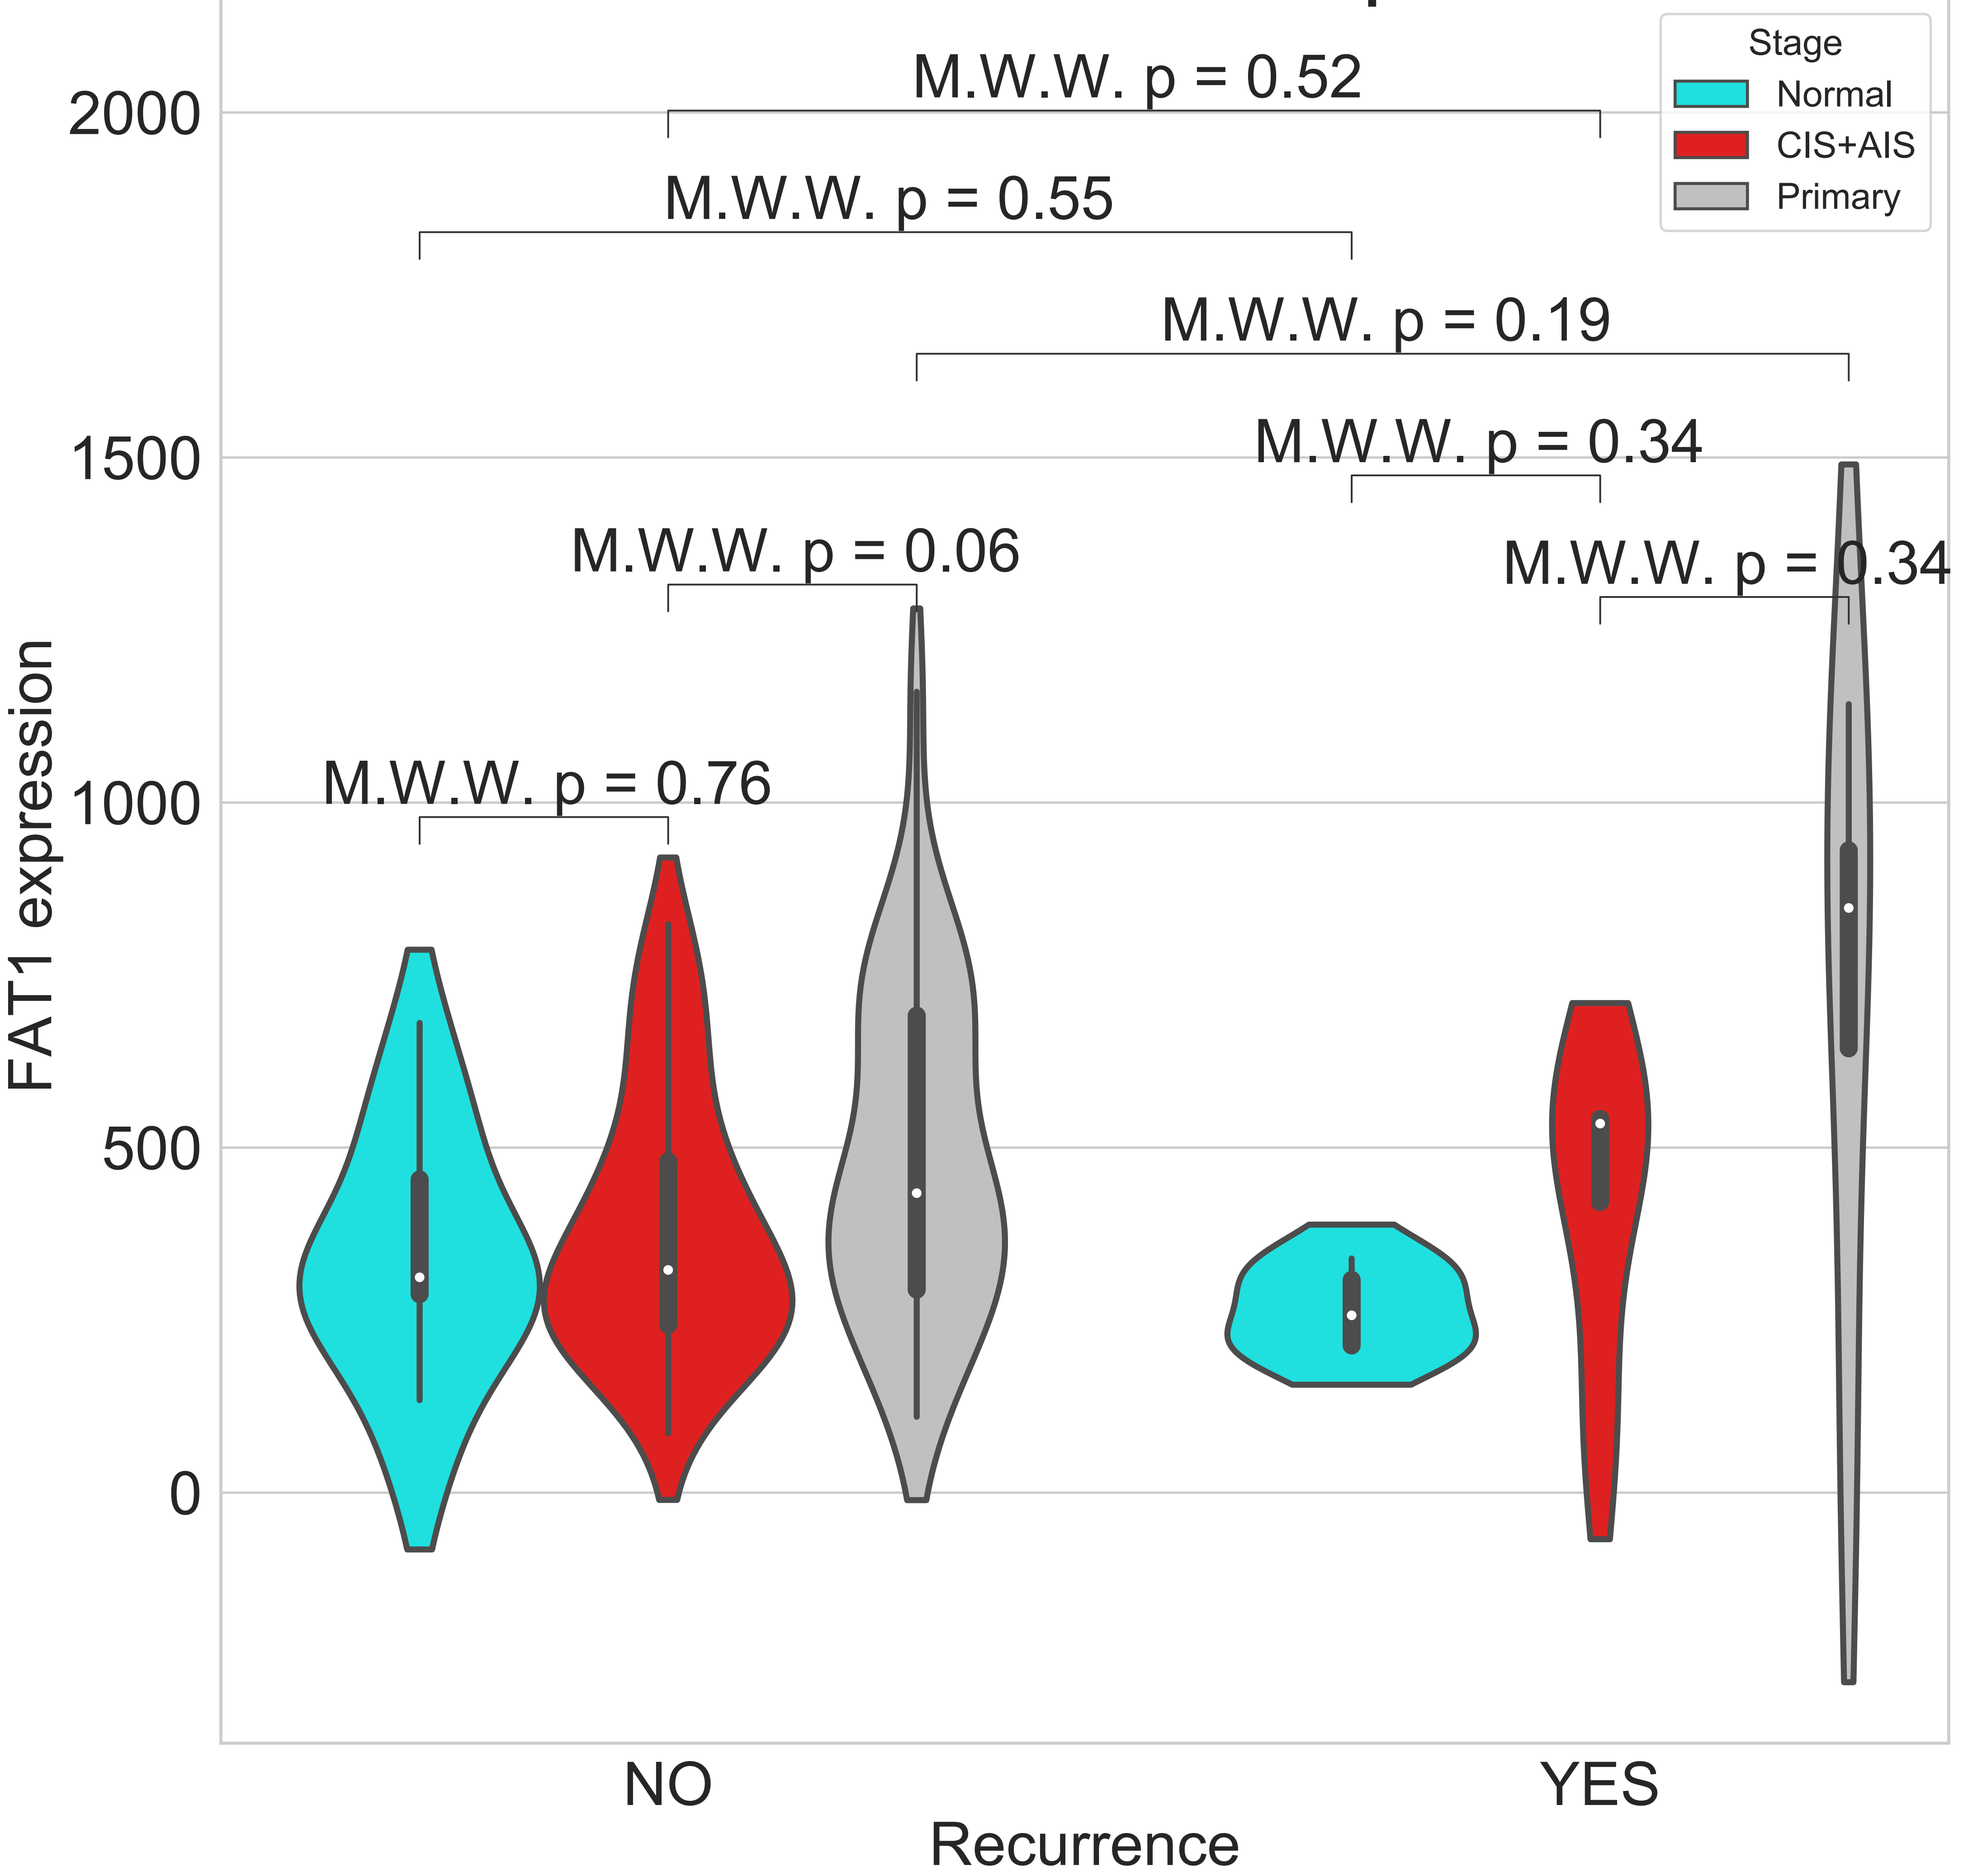 Stage
Normal
CIS+AIS
Primary
M.W.W. p = 0.52
M.W.W. p = 0.55
M.W.W. p = 0.19
M.W.W. p = 0.34
M.W.W. p = 0.06
M.W.W. p = 0.34
M.W.W. p = 0.76
2000
1500
1000
500
0
FAT1 expression
NO
YES
Recurrence